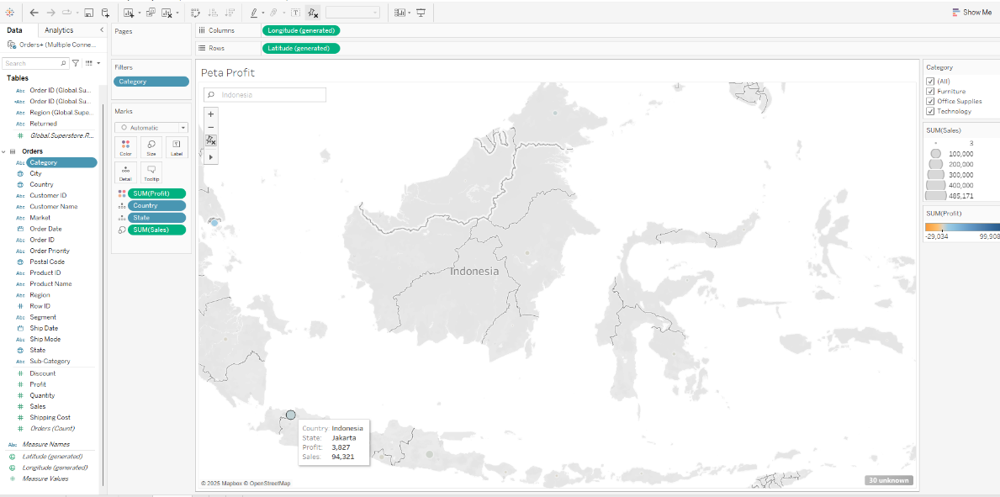 Show Me
Data
Analytics
Orders+ (Multiple Conne...
Search
Tables
Order ID (Global.Su...
Order ID (Global.Su...
Region (Global.Supe...
Returned
Global.Superstore.R...
Orders
Category
City
Country
Customer ID
Customer Name
Market
Order Date
Order ID
Order Priority
Postal Code
Product ID
Product Name
Region
Row ID
Segment
Ship Date
Ship Mode
State
Sub-Category
Discount
Profit
Quantity
Sales
Shipping Cost
Orders (Count)
Measure Names
Latitude (generated)
Longitude (generated)
Measure Values
Pages
Filters
Category
Marks
Automatic
Color
Size
Label
Detail
Tooltip
SUM(Profit)
Country
State
SUM(Sales)
Columns
Longitude (generated)
Rows
Latitude (generated)
Peta Profit
Indonesia
Indonesia
Country: Indonesia
State: Jakarta
Profit: 3,827
Sales: 94,321
© 2025 Mapbox © OpenStreetMap
30 unknown
Category
(All)
Furniture
Office Supplies
Technology
SUM(Sales)
3
100,000
200,000
300,000
400,000
485,171
SUM(Profit)
-29,034
99,908